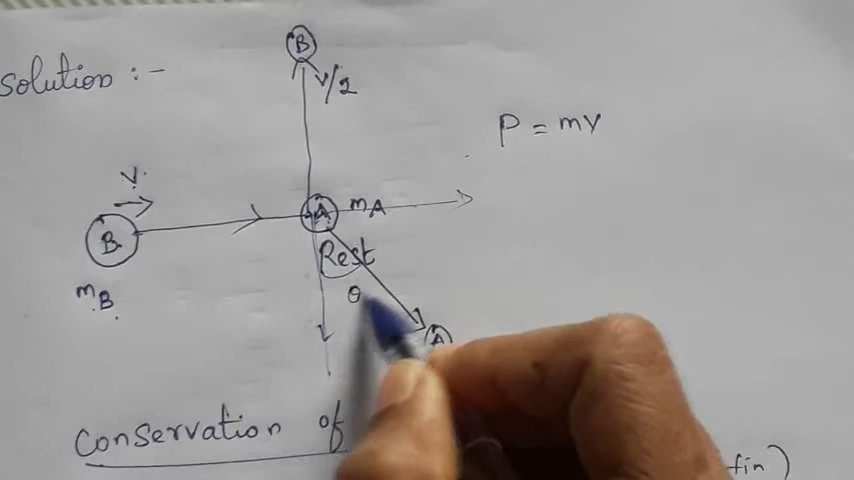 B
solution :-
V/2
P = mV
V
A mA
B
Rest
mB
θ
A
Conservation of
fin)